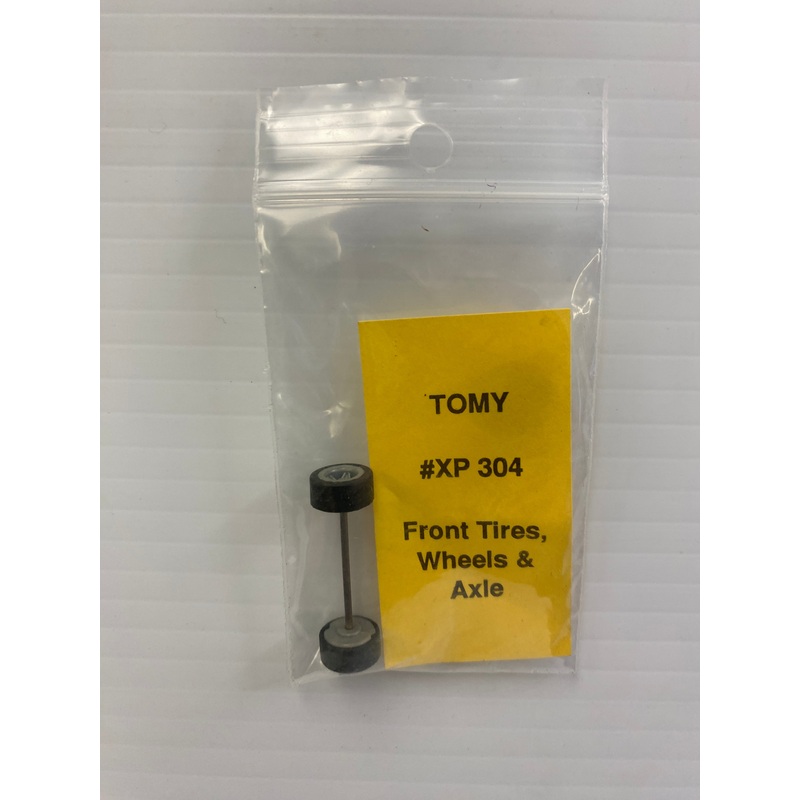 TOMY
#XP 304
Front Tires,
Wheels &
Axle